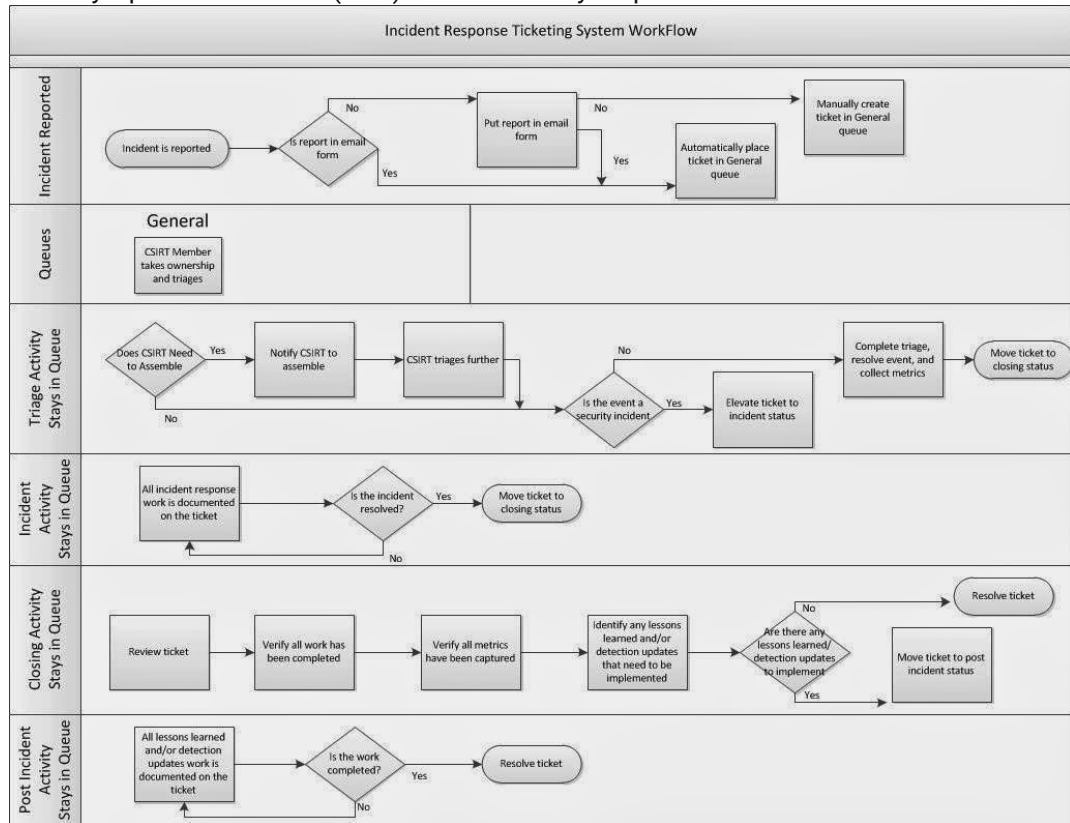 Incident Response Ticketing System WorkFlow
Incident Reported
Incident is reported
Is report in email
form
No
Yes
Put report in email
form
No
Yes
Automatically place
ticket in General
queue
Manually create
ticket in General
queue
Queues
General
CSIRT Member
takes ownership
and triages
Triage Activity
Stays in Queue
Does CSIRT Need
to Assemble
Yes
No
Notify CSIRT to
assemble
CSIRT triages further
Is the event a
security incident
No
Yes
Elevate ticket to
incident status
Complete triage,
resolve event, and
collect metrics
Move ticket to
closing status
Incident
Activity
Stays in Queue
All incident response
work is documented
on the ticket
Is the incident
resolved?
Yes
No
Move ticket to
closing status
Closing Activity
Stays in Queue
Review ticket
Verify all work has
been completed
Verify all metrics
have been captured
Identify any lessons
learned and/or
detection updates
that need to be
implemented
Are there any
lessons learned/
detection updates
to implement
No
Yes
Resolve ticket
Move ticket to post
incident status
Post Incident
Activity
Stays in Queue
All lessons learned
and/or detection
updates work is
documented on the
ticket
Is the work
completed?
Yes
No
Resolve ticket